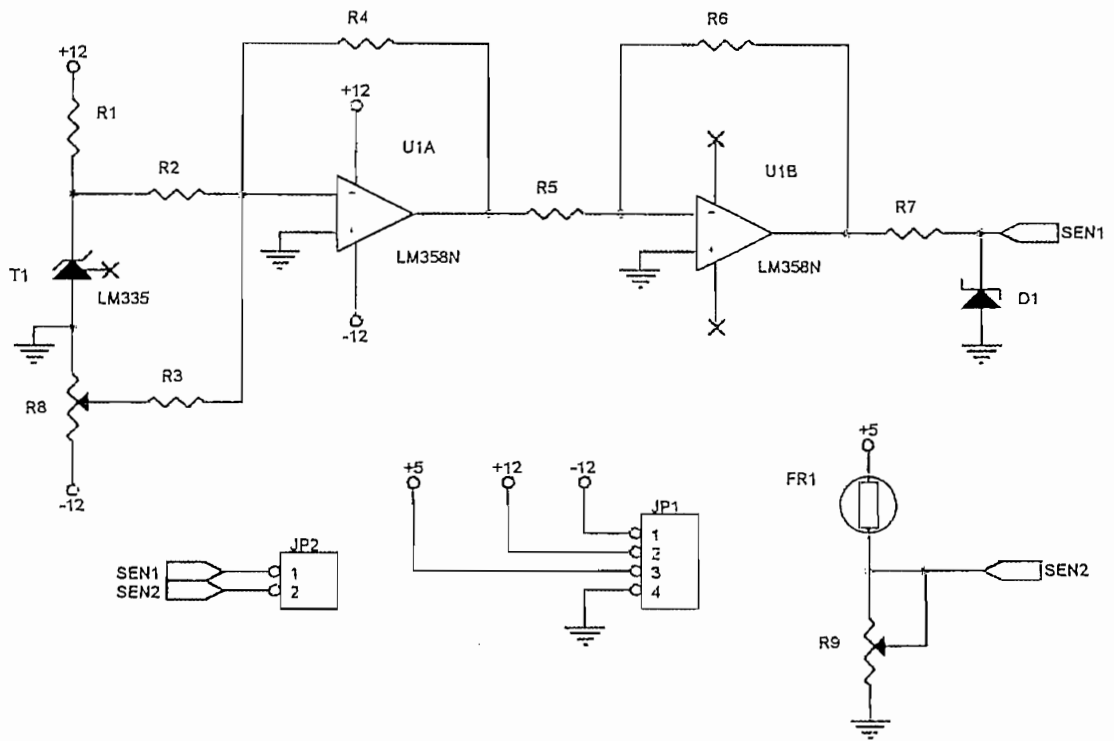 R4
R6
+12
R1
+12
U1A
R2
R5
U1B
R7
SEN1
-
+
-
+
LM358N
LM358N
T1
LM335
D1
-12
R3
R8
-12
+5
+12
-12
+5
FR1
JP1
1
2
3
4
JP2
SEN1
1
SEN2
2
SEN2
R9